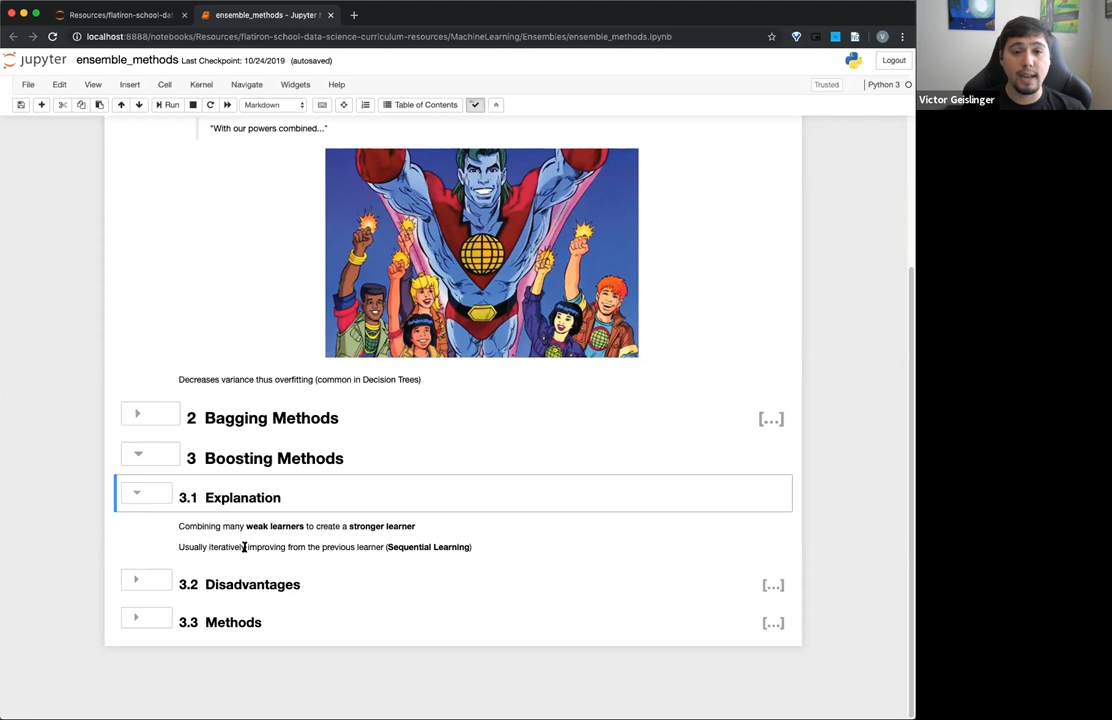 Resources/flatiron-school-dat
ensemble_methods - Jupyter N
localhost:8888/notebooks/Resources/flatiron-school-data-science-curriculum-resources/MachineLearning/Ensembles/ensemble_methods.ipynb
jupyter ensemble_methods Last Checkpoint: 10/24/2019 (autosaved)
Logout
File Edit View Insert Cell Kernel Navigate Widgets Help
Trusted
Python 3
Run
Markdown
Table of Contents
Victor Geislinger
"With our powers combined..."
Decreases variance thus overfitting (common in Decision Trees)
2 Bagging Methods
[...]
3 Boosting Methods
3.1 Explanation
Combining many weak learners to create a stronger learner
Usually iteratively improving from the previous learner (Sequential Learning)
3.2 Disadvantages
[...]
3.3 Methods
[...]